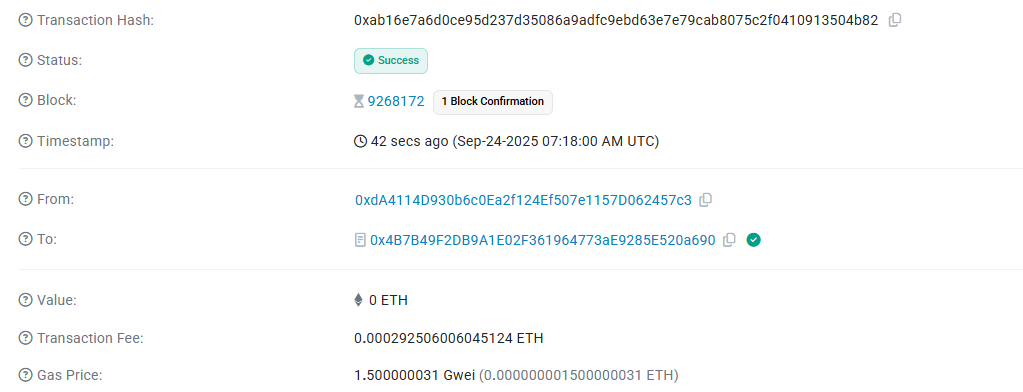 Transaction Hash: 0xab16e7a6d0ce95d237d35086a9adfc9ebd63e7e79cab8075c2f0410913504b82
Status: Success
Block: 9268172 1 Block Confirmation
Timestamp: 42 secs ago (Sep-24-2025 07:18:00 AM UTC)
From: 0xdA4114D930b6c0Ea2f124Ef507e1157D062457c3
To: 0x4B7B49F2DB9A1E02F361964773aE9285E520a690
Value: 0 ETH
Transaction Fee: 0.000292506006045124 ETH
Gas Price: 1.500000031 Gwei (0.000000001500000031 ETH)